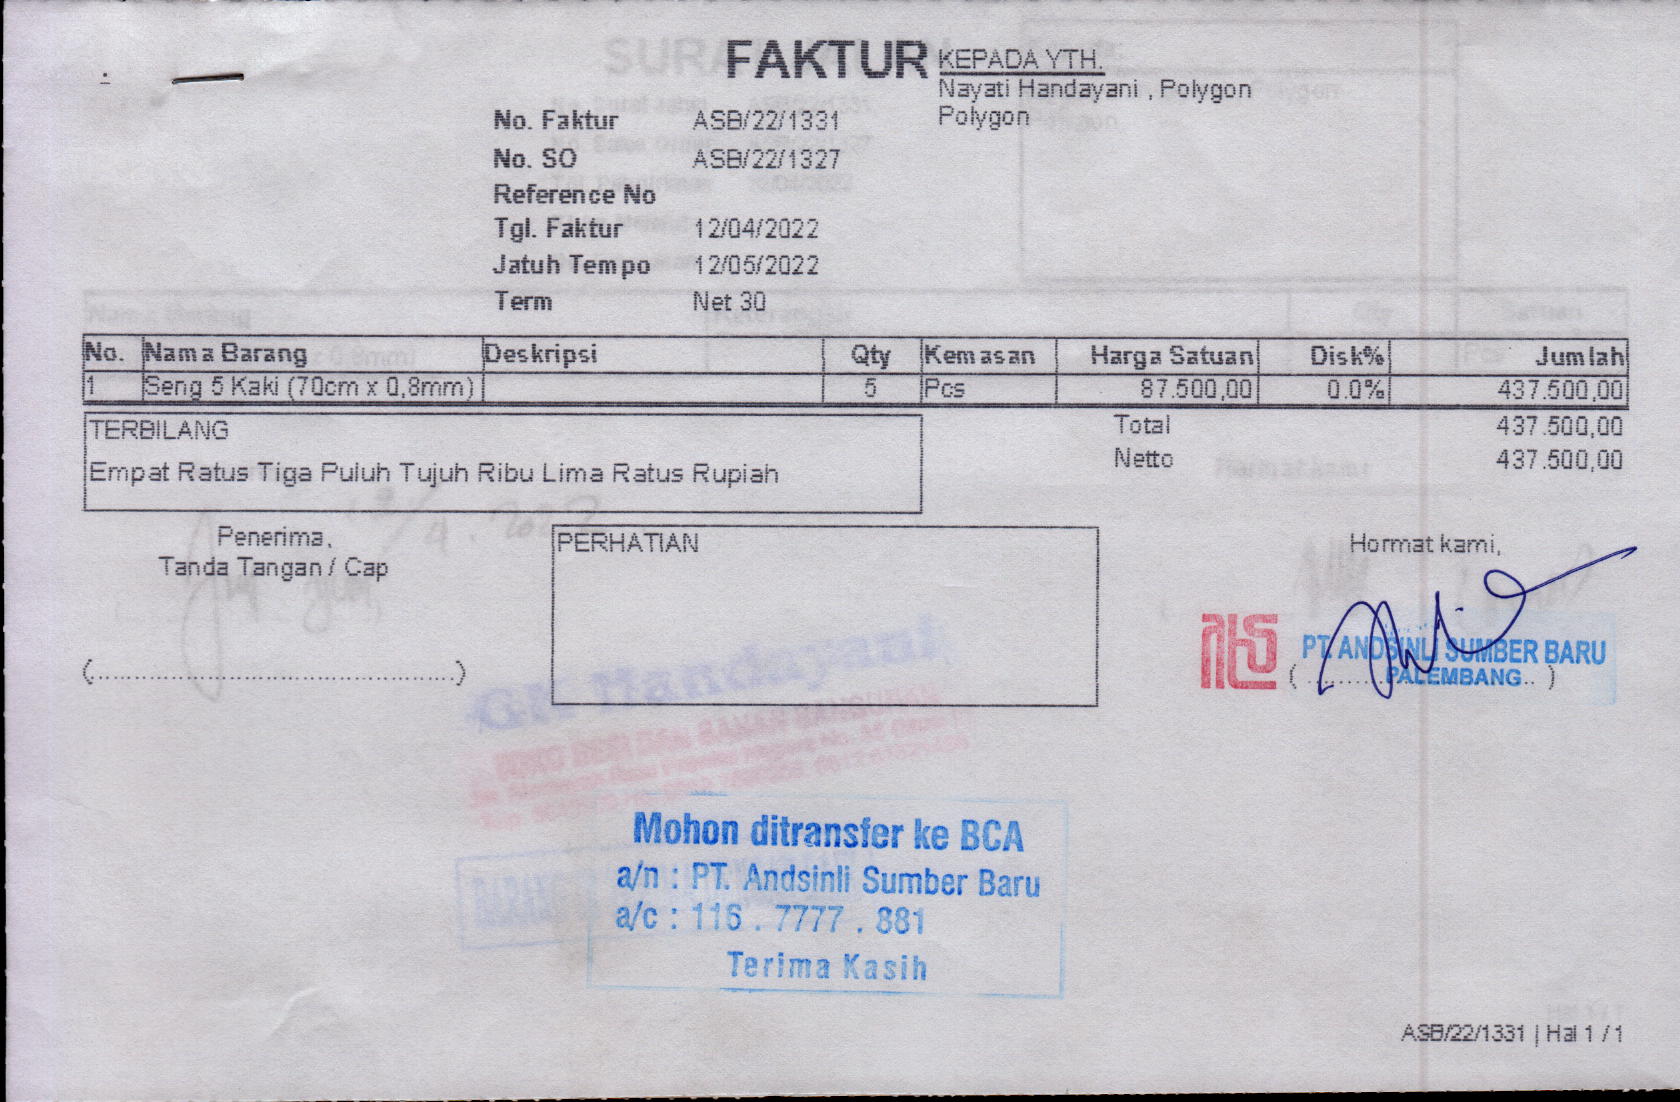 FAKTUR
KEPADA YTH.
Nayati Handayani , Polygon
Polygon
No. Faktur ASB/22/1331
No. SO ASB/22/1327
Reference No
Tgl. Faktur 12/04/2022
Jatuh Tempo 12/05/2022
Term Net 30
No. Nama Barang Deskripsi Qty Kemasan Harga Satuan Disk% Jumlah
1 Seng 5 Kaki (70cm x 0,8mm) 5 Pcs 87.500,00 0.0% 437.500,00
TERBILANG
Empat Ratus Tiga Puluh Tujuh Ribu Lima Ratus Rupiah
Total 437.500,00
Netto 437.500,00
Penerima,
Tanda Tangan / Cap
PERHATIAN
Hormat kami,
PT. ANDSINLI SUMBER BARU
PALEMBANG
Mohon ditransfer ke BCA
a/n : PT. Andsinli Sumber Baru
a/c : 116 . 7777 . 881
Terima Kasih
ASB/22/1331 | Hal 1 / 1